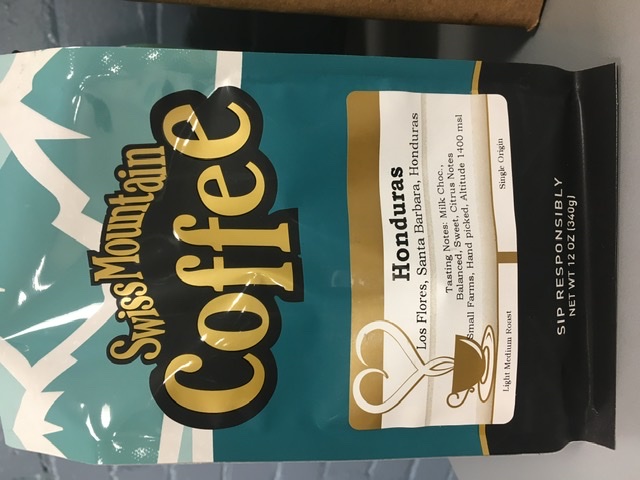 Swiss Mountain
Coffee
Honduras
Los Flores, Santa Barbara, Honduras
Tasting Notes: Milk Choc.,
Balanced, Sweet, Citrus Notes
Small Farms, Hand picked, Altitude 1400 msl
Light Medium Roast
Single Origin
SIP RESPONSIBLY
NET WT 12 OZ (340g)